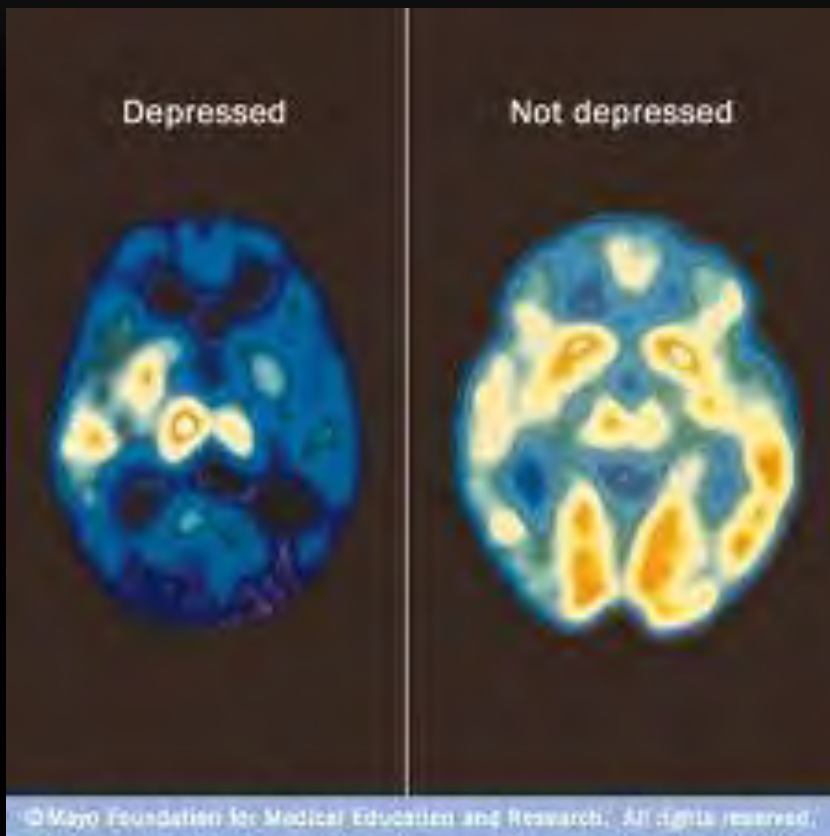 Depressed
Not depressed
©Mayo Foundation for Medical Education and Research. All rights reserved.